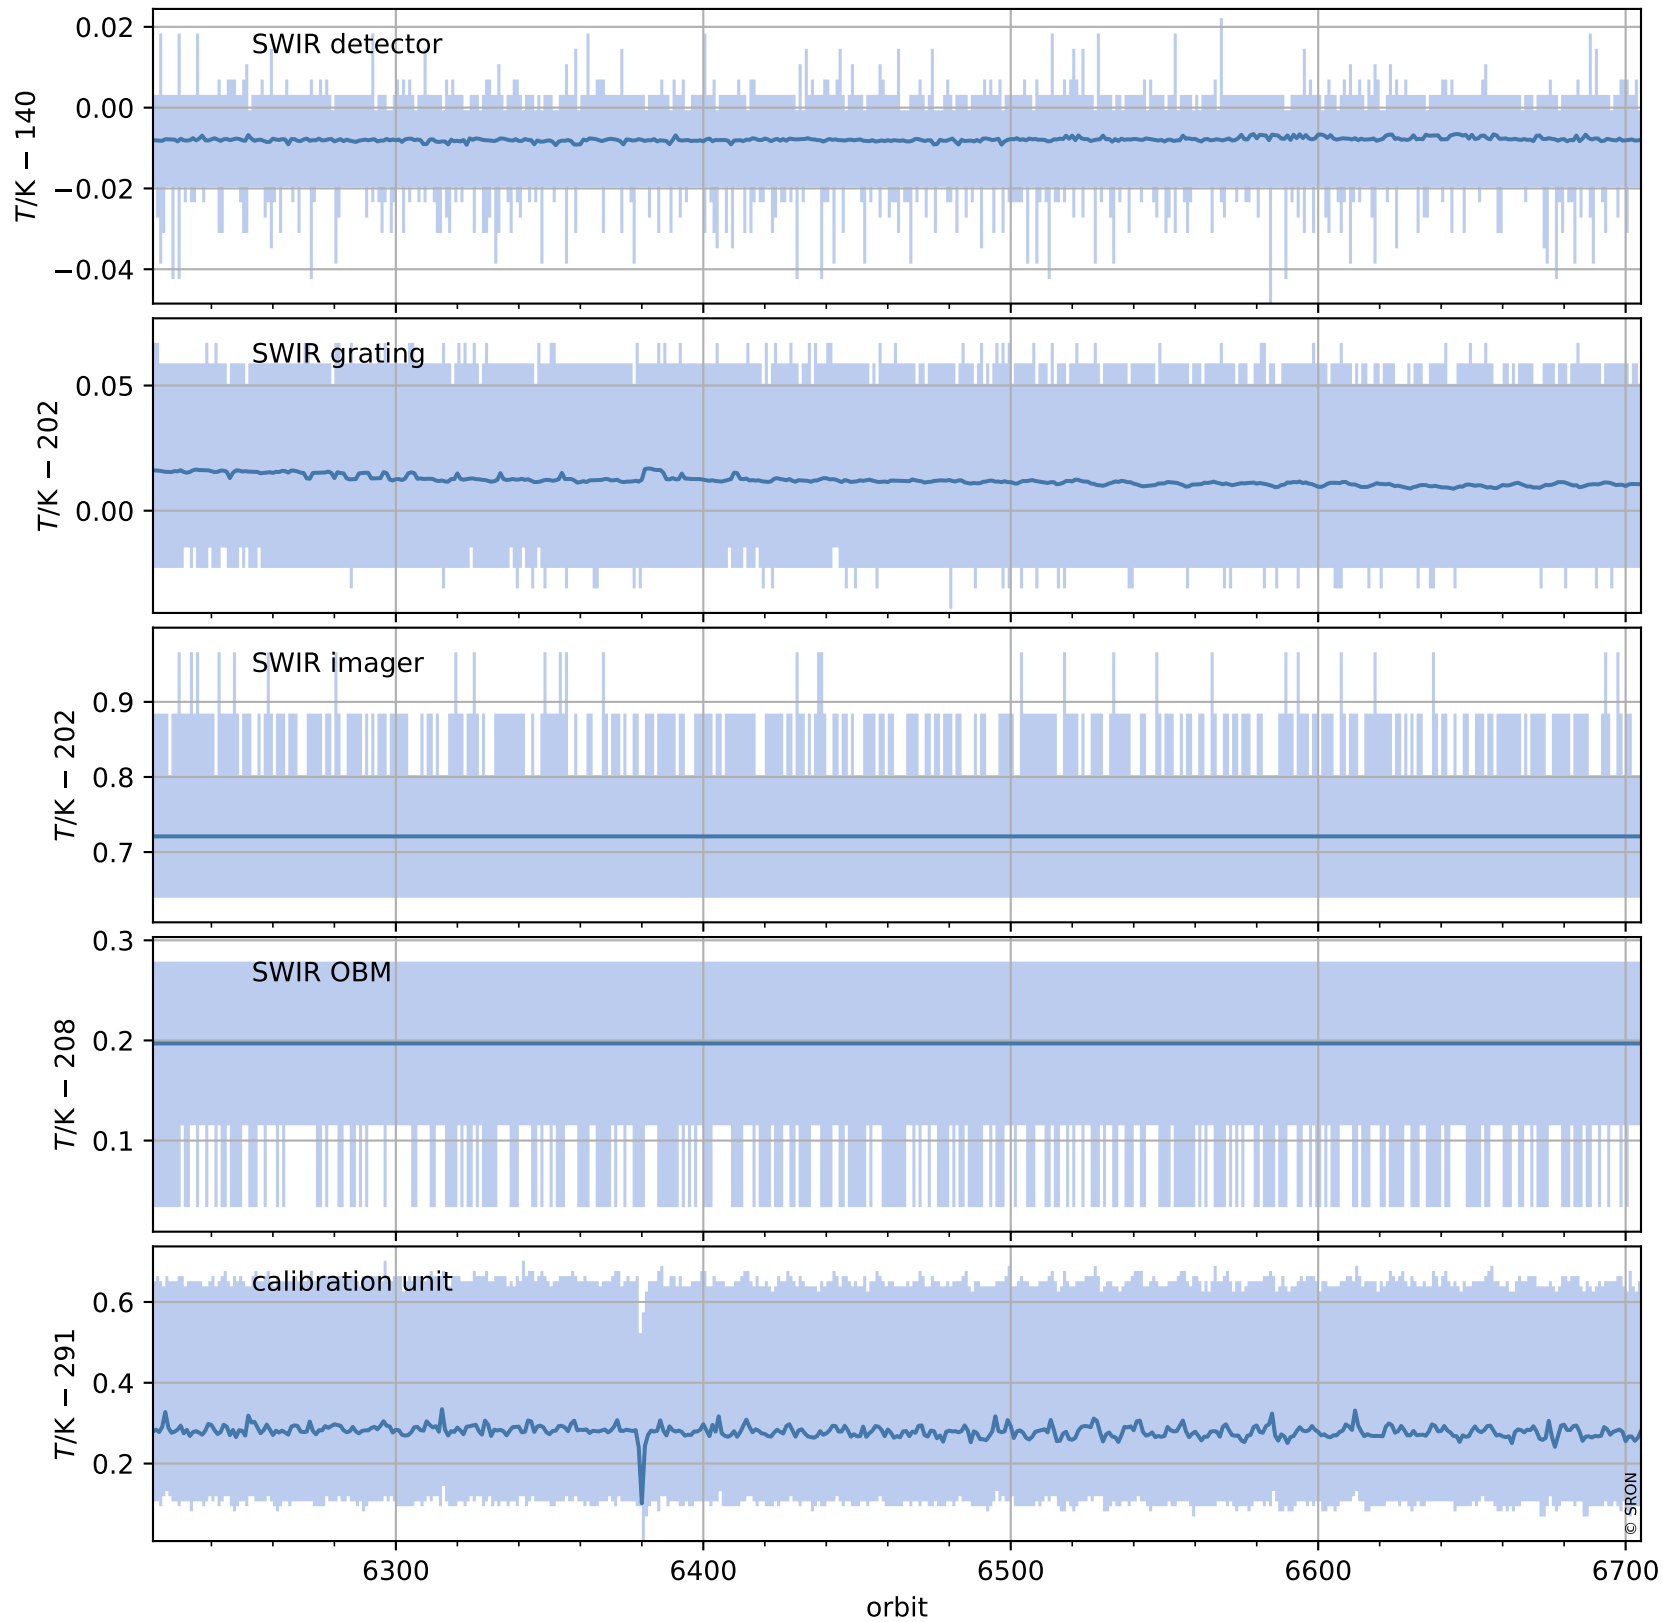 SWIR detector
0.02
0.00
−0.02
−0.04
T/K − 140
SWIR grating
0.05
0.00
T/K − 202
SWIR imager
0.9
0.8
0.7
T/K − 202
SWIR OBM
0.3
0.2
0.1
T/K − 208
calibration unit
0.6
0.4
0.2
T/K − 291
© SRON
6300 6400 6500 6600 6700
orbit